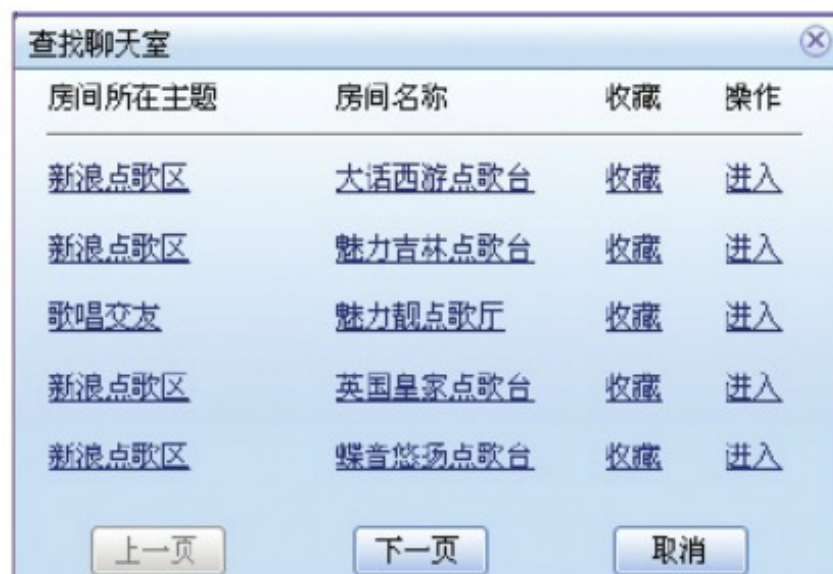 查找聊天室
房间所在主题 房间名称 收藏 操作
新浪点歌区 大话西游点歌台 收藏 进入
新浪点歌区 魅力吉林点歌台 收藏 进入
歌唱交友 魅力靓点歌厅 收藏 进入
新浪点歌区 英国皇家点歌台 收藏 进入
新浪点歌区 蝶音悠扬点歌台 收藏 进入
上一页 下一页 取消